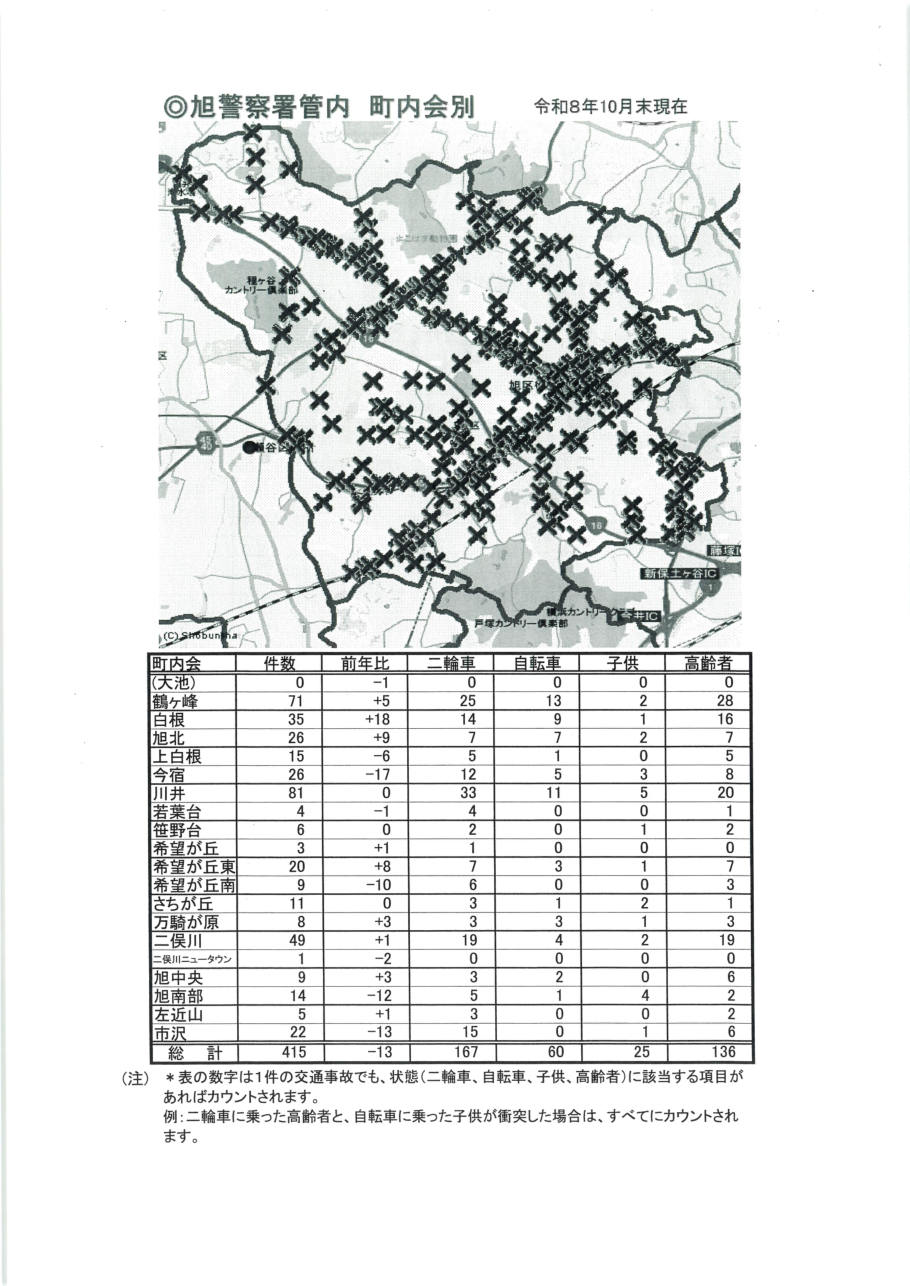 ◎旭警察署管内 町内会別 令和8年10月末現在
程ヶ谷
カントリー倶楽部
16
旭区
45
40
瀬谷区
16
藤塚IC
新保土ヶ谷IC
1
横浜カントリークラブ
今井IC
戸塚カントリー倶楽部
(C) Shobunsha
町内会 件数 前年比 二輪車 自転車 子供 高齢者
(大池) 0 −1 0 0 0 0
鶴ヶ峰 71 +5 25 13 2 28
白根 35 +18 14 9 1 16
旭北 26 +9 7 7 2 7
上白根 15 −6 5 1 0 5
今宿 26 −17 12 5 3 8
川井 81 0 33 11 5 20
若葉台 4 −1 4 0 0 1
笹野台 6 0 2 0 1 2
希望が丘 3 +1 1 0 0 0
希望が丘東 20 +8 7 3 1 7
希望が丘南 9 −10 6 0 0 3
さちが丘 11 0 3 1 2 1
万騎が原 8 +3 3 3 1 3
二俣川 49 +1 19 4 2 19
二俣川ニュータウン 1 −2 0 0 0 0
旭中央 9 +3 3 2 0 6
旭南部 14 −12 5 1 4 2
左近山 5 +1 3 0 0 2
市沢 22 −13 15 0 1 6
総計 415 −13 167 60 25 136
(注) *表の数字は1件の交通事故でも、状態(二輪車、自転車、子供、高齢者)に該当する項目が
あればカウントされます。
例:二輪車に乗った高齢者と、自転車に乗った子供が衝突した場合は、すべてにカウントされ
ます。